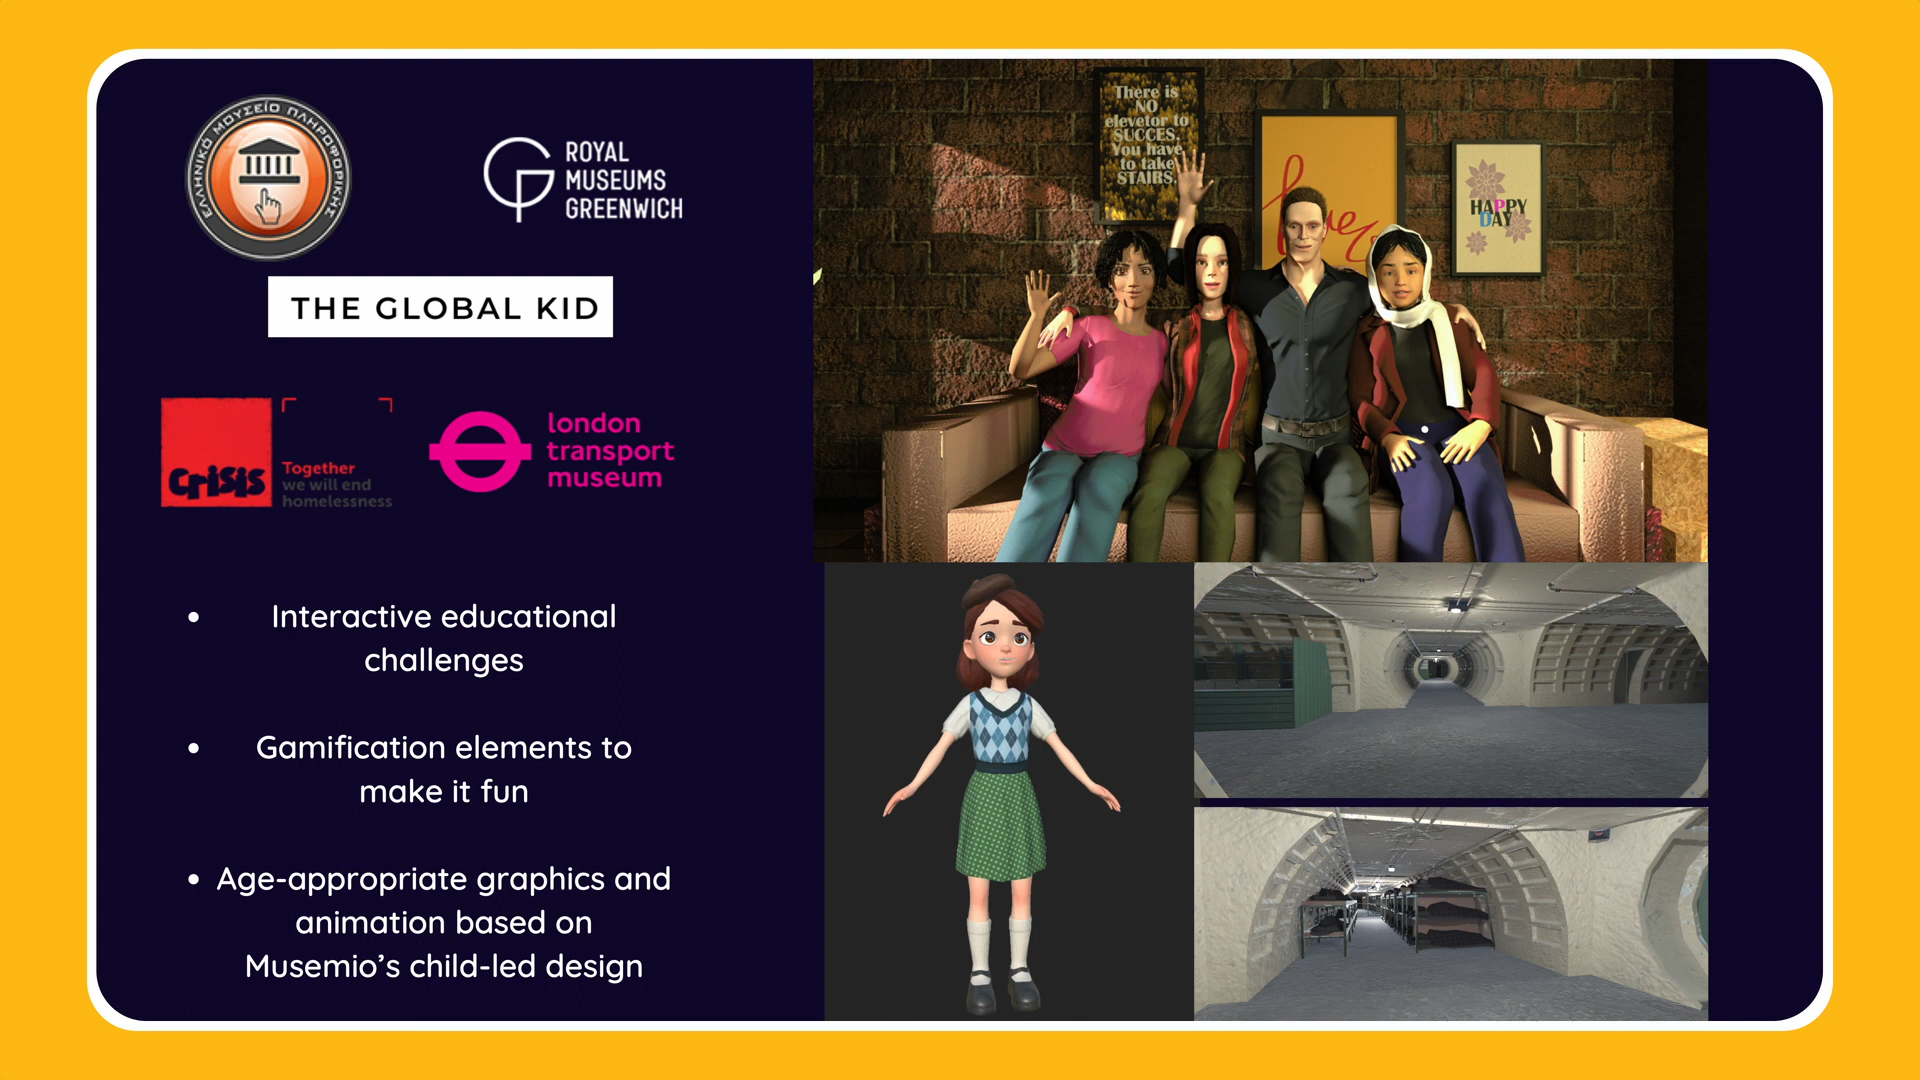 ΕΛΛΗΝΙΚΟ ΜΟΥΣΕΙΟ ΠΛΗΡΟΦΟΡΙΚΗΣ
ROYAL
MUSEUMS
GREENWICH
THE GLOBAL KID
CRISIS
Together
we will end
homelessness
london
transport
museum
Interactive educational
challenges
Gamification elements to
make it fun
Age-appropriate graphics and
animation based on
Musemio’s child-led design
There is
NO
elevetor to
SUCCES.
You have
to take
STAIRS.
love
HAPPY
DAY